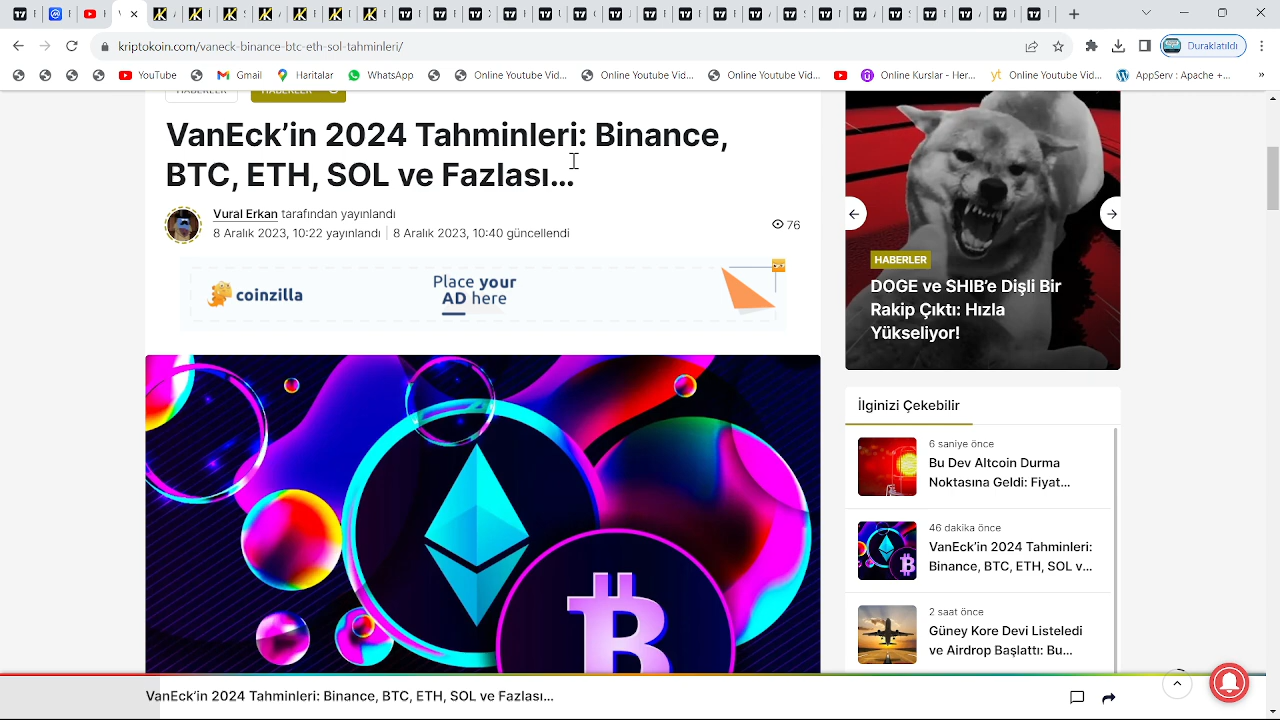 kriptokoin.com/vaneck-binance-btc-eth-sol-tahminleri/
Duraklatıldı
YouTube
Gmail
Haritalar
WhatsApp
Online Youtube Vid...
Online Youtube Vid...
Online Youtube Vid...
Online Kurslar - Her...
Online Youtube Vid...
AppServ : Apache +...
HABERLER
HABERLER
VanEck’in 2024 Tahminleri: Binance,
BTC, ETH, SOL ve Fazlası…
Vural Erkan tarafından yayınlandı
8 Aralık 2023, 10:22 yayınlandı
8 Aralık 2023, 10:40 güncellendi
76
coinzilla
Place your
AD here
HABERLER
DOGE ve SHIB’e Dişli Bir
Rakip Çıktı: Hızla
Yükseliyor!
İlginizi Çekebilir
6 saniye önce
Bu Dev Altcoin Durma
Noktasına Geldi: Fiyat...
46 dakika önce
VanEck’in 2024 Tahminleri:
Binance, BTC, ETH, SOL v...
2 saat önce
Güney Kore Devi Listeledi
ve Airdrop Başlattı: Bu...
VanEck’in 2024 Tahminleri: Binance, BTC, ETH, SOL ve Fazlası…